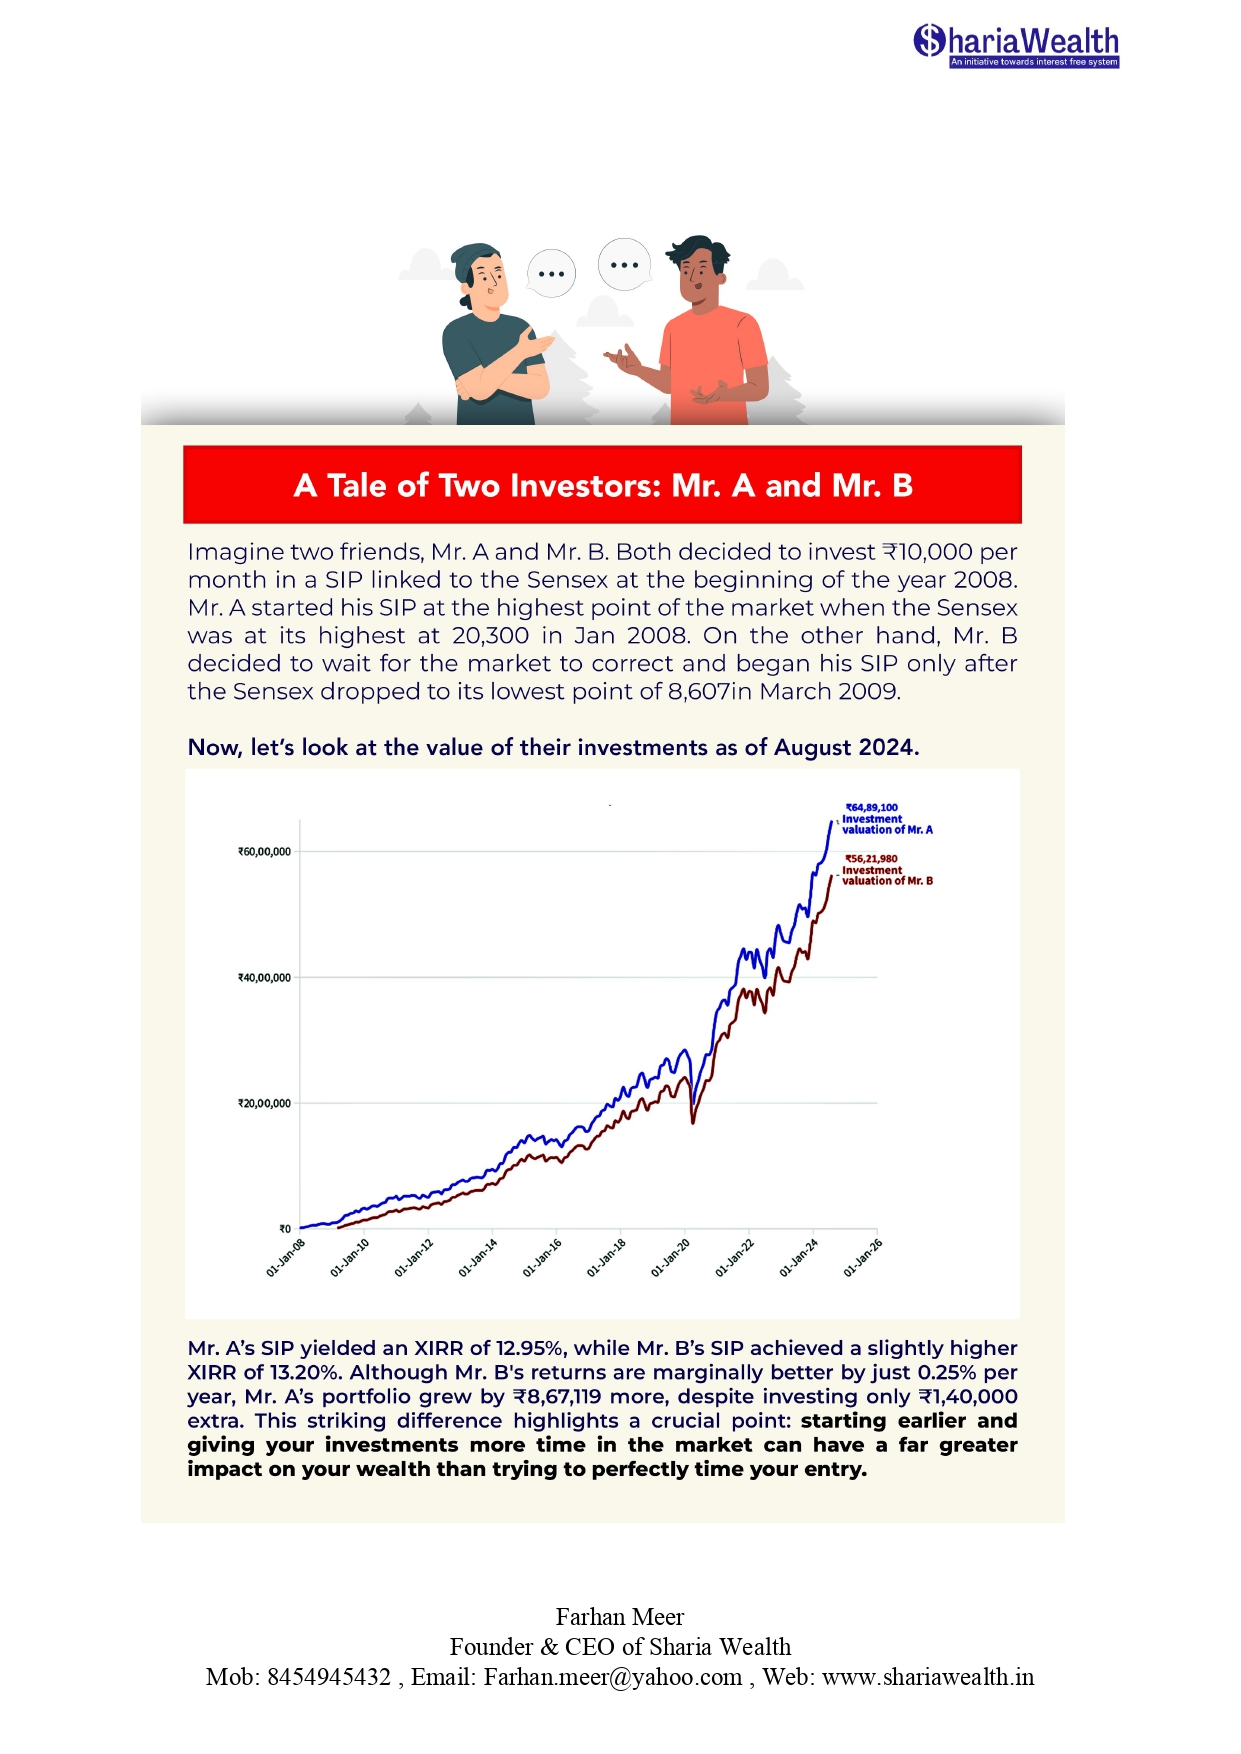 $hariaWealth
An initiative towards interest free system
A Tale of Two Investors: Mr. A and Mr. B
Imagine two friends, Mr. A and Mr. B. Both decided to invest ₹10,000 per
month in a SIP linked to the Sensex at the beginning of the year 2008.
Mr. A started his SIP at the highest point of the market when the Sensex
was at its highest at 20,300 in Jan 2008. On the other hand, Mr. B
decided to wait for the market to correct and began his SIP only after
the Sensex dropped to its lowest point of 8,607in March 2009.
Now, let's look at the value of their investments as of August 2024.
₹64,89,100
Investment
valuation of Mr. A
₹56,21,980
Investment
valuation of Mr. B
₹60,00,000
₹40,00,000
₹20,00,000
₹0
01-Jan-08
01-Jan-10
01-Jan-12
01-Jan-14
01-Jan-16
01-Jan-18
01-Jan-20
01-Jan-22
01-Jan-24
01-Jan-26
Mr. A's SIP yielded an XIRR of 12.95%, while Mr. B's SIP achieved a slightly higher
XIRR of 13.20%. Although Mr. B's returns are marginally better by just 0.25% per
year, Mr. A's portfolio grew by ₹8,67,119 more, despite investing only ₹1,40,000
extra. This striking difference highlights a crucial point: starting earlier and
giving your investments more time in the market can have a far greater
impact on your wealth than trying to perfectly time your entry.
Farhan Meer
Founder & CEO of Sharia Wealth
Mob: 8454945432 , Email: Farhan.meer@yahoo.com , Web: www.shariawealth.in